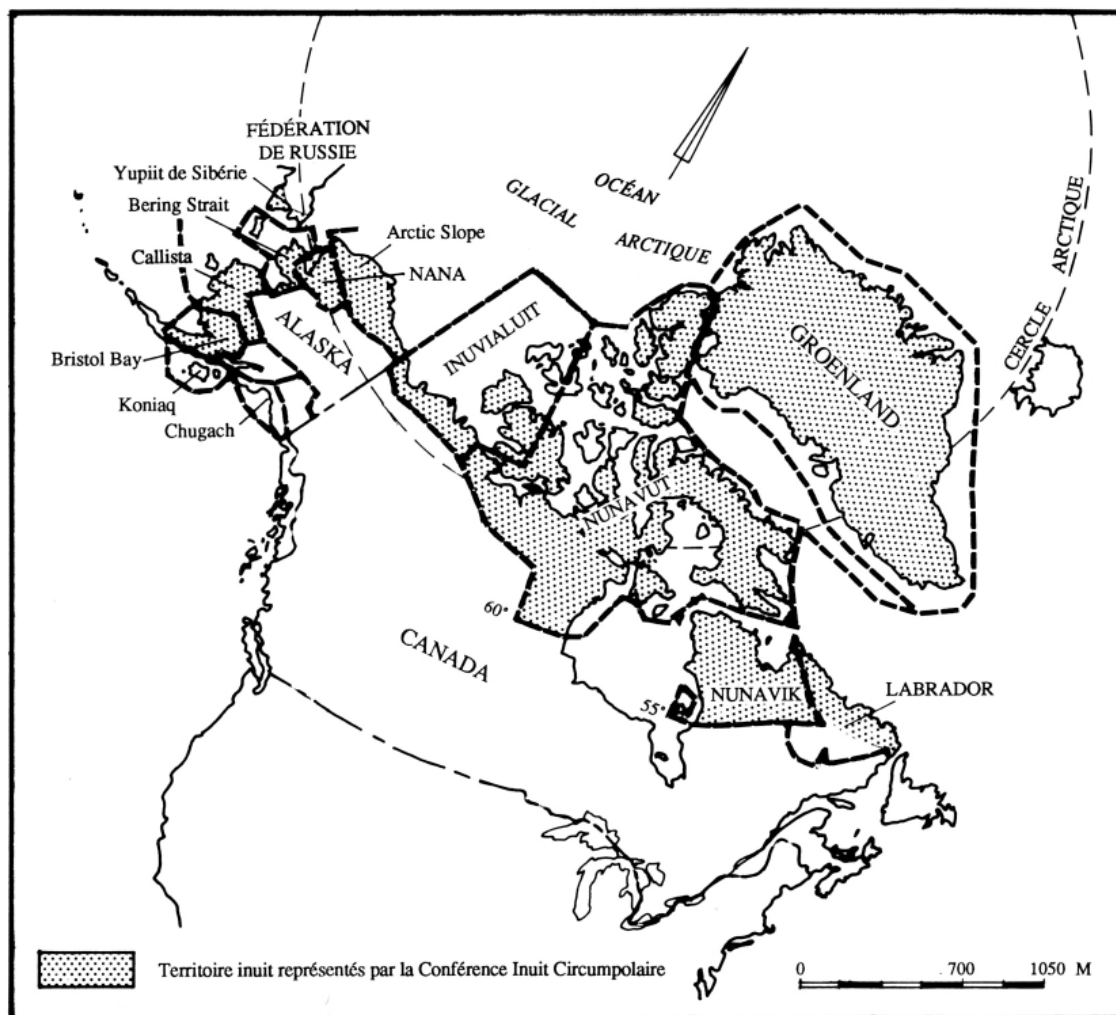 FÉDÉRATION
DE RUSSIE
Yupiit de Sibérie
Bering Strait
Callista
Arctic Slope
NANA
OCÉAN
GLACIAL ARCTIQUE
CERCLE ARCTIQUE
ALASKA
INUVIALUIT
GROENLAND
Bristol Bay
Koniaq
Chugach
NUNAVUT
60°
CANADA
55°
NUNAVIK
LABRADOR
Territoire inuit représentés par la Conférence Inuit Circumpolaire
0 700 1050 M